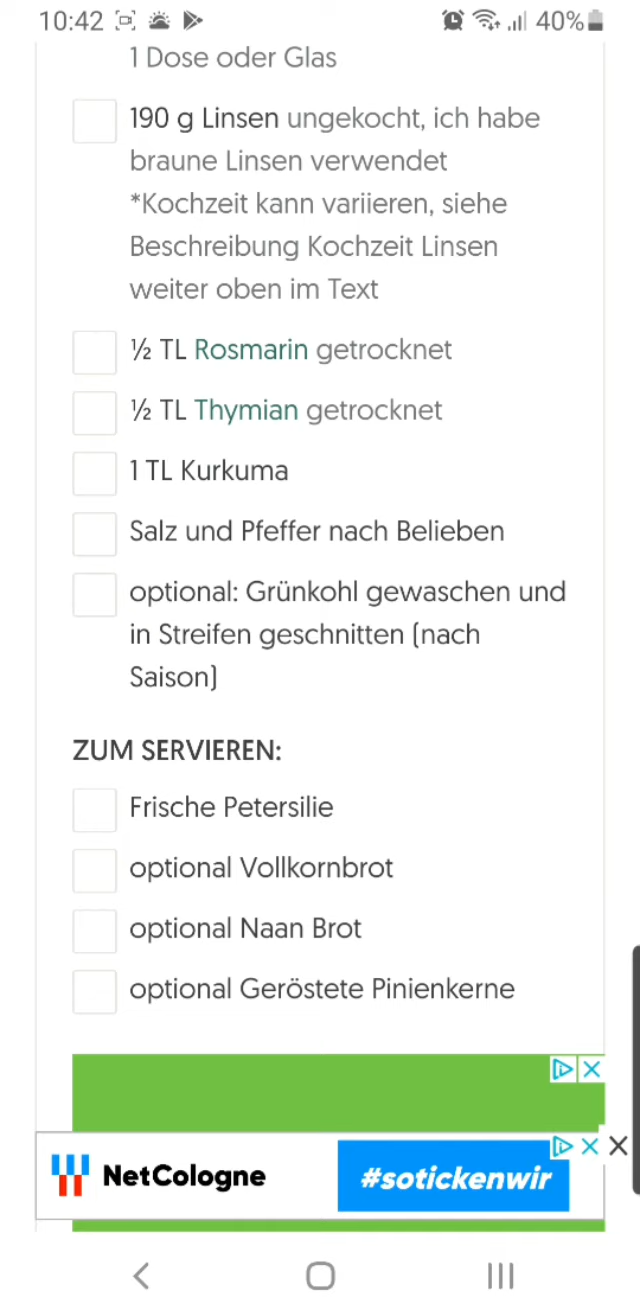 10:42
40%
1 Dose oder Glas
190 g Linsen ungekocht, ich habe
braune Linsen verwendet
*Kochzeit kann variieren, siehe
Beschreibung Kochzeit Linsen
weiter oben im Text
½ TL Rosmarin getrocknet
½ TL Thymian getrocknet
1 TL Kurkuma
Salz und Pfeffer nach Belieben
optional: Grünkohl gewaschen und
in Streifen geschnitten (nach
Saison)
ZUM SERVIEREN:
Frische Petersilie
optional Vollkornbrot
optional Naan Brot
optional Geröstete Pinienkerne
NetCologne
#sotickenwir